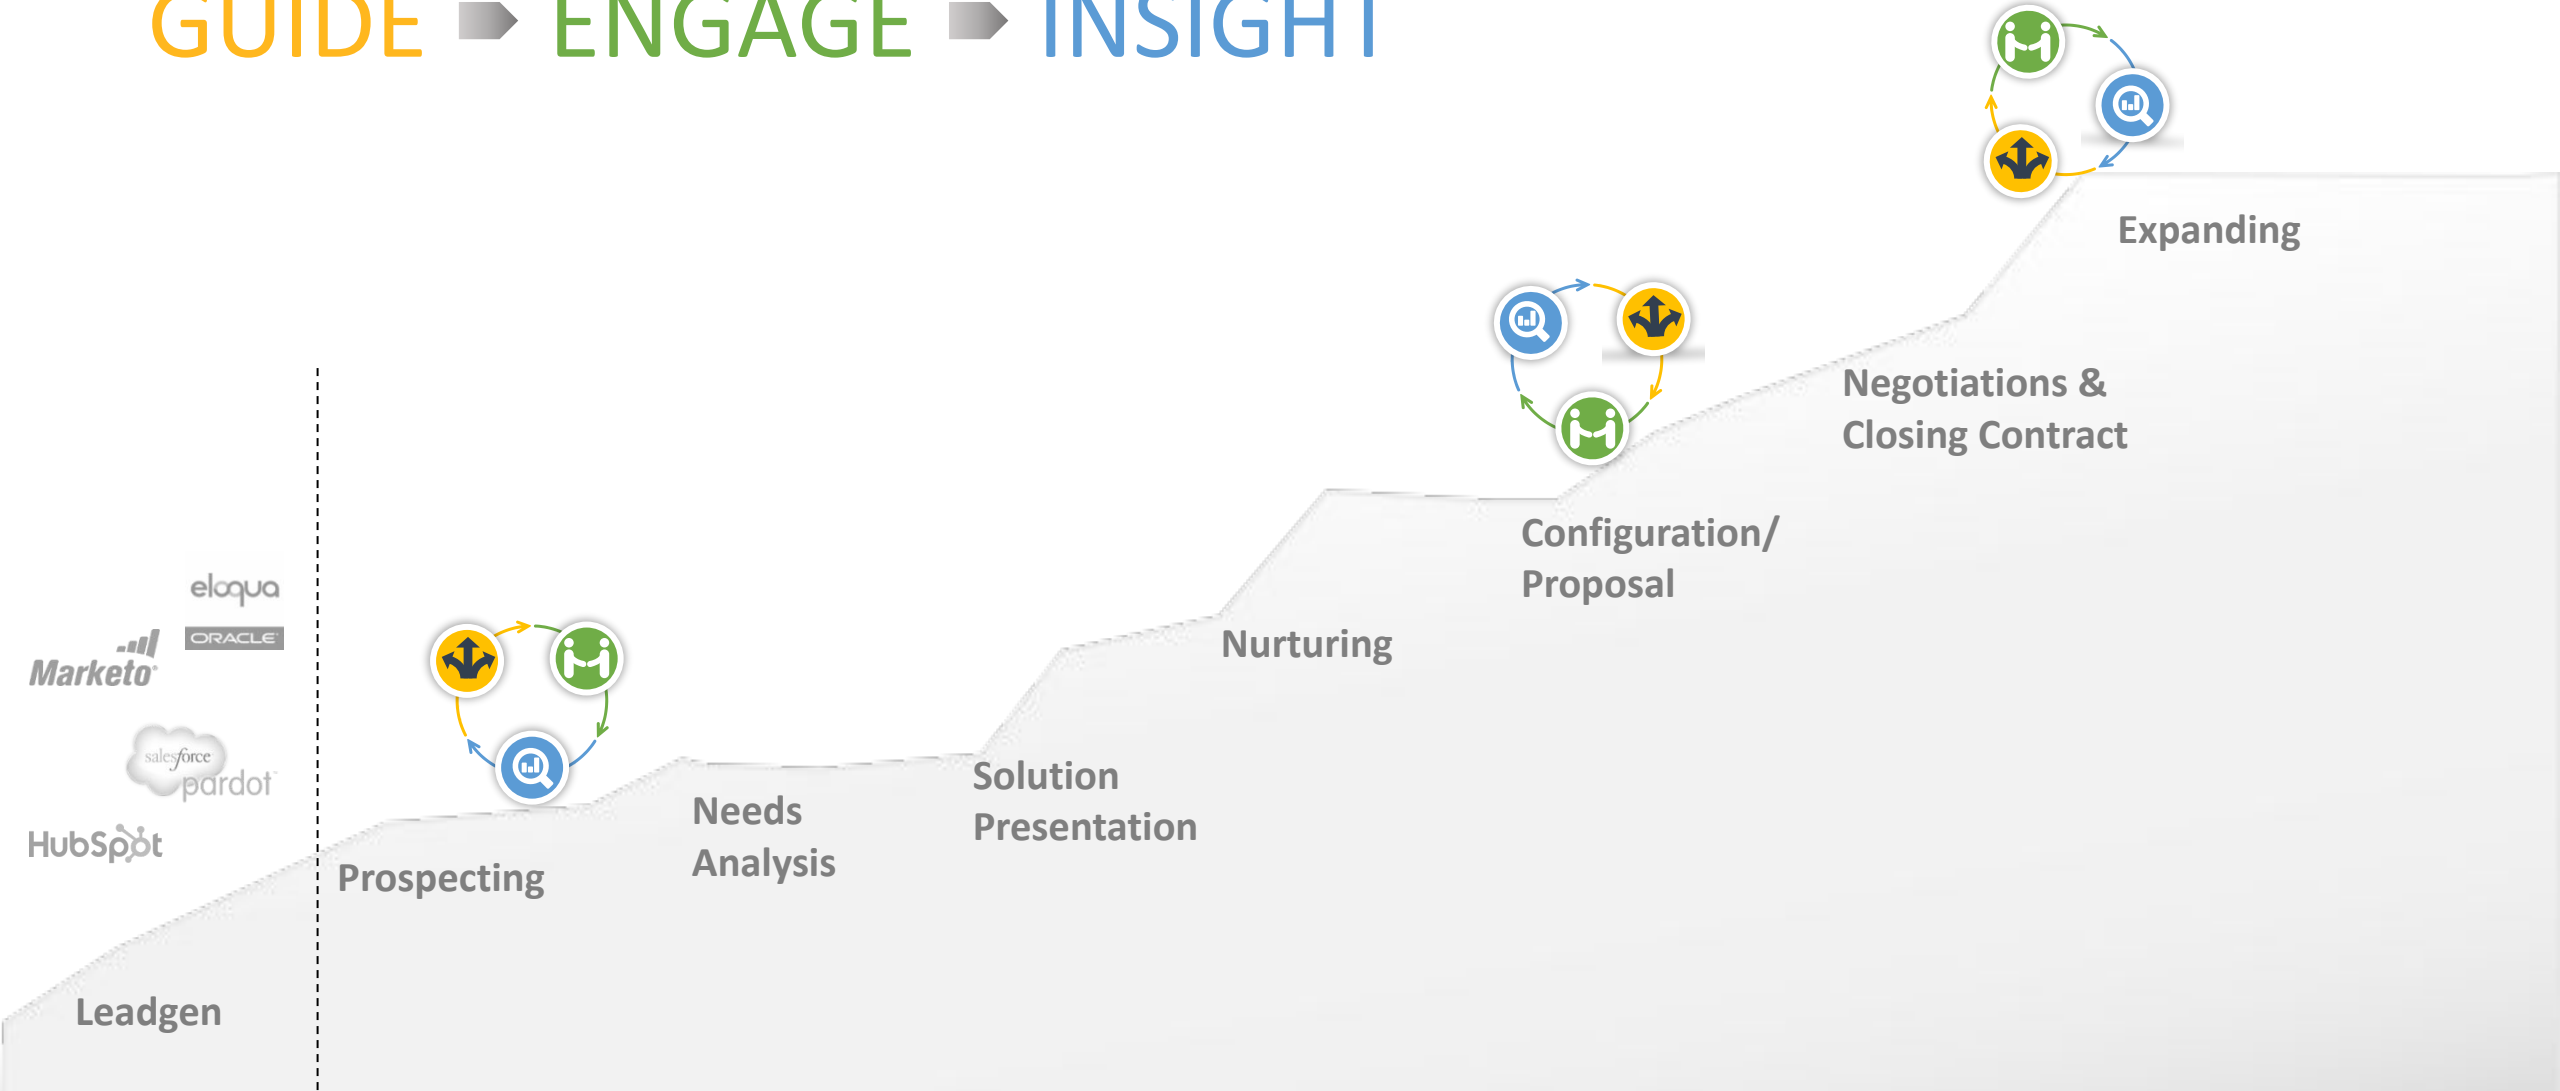 GUIDE ENGAGE INSIGHT
Expanding
Negotiations &
Closing Contract
Configuration/
Proposal
Nurturing
Solution
Presentation
Needs
Analysis
Prospecting
Leadgen
eloqua
ORACLE
Marketo
salesforce
pardot
HubSpot